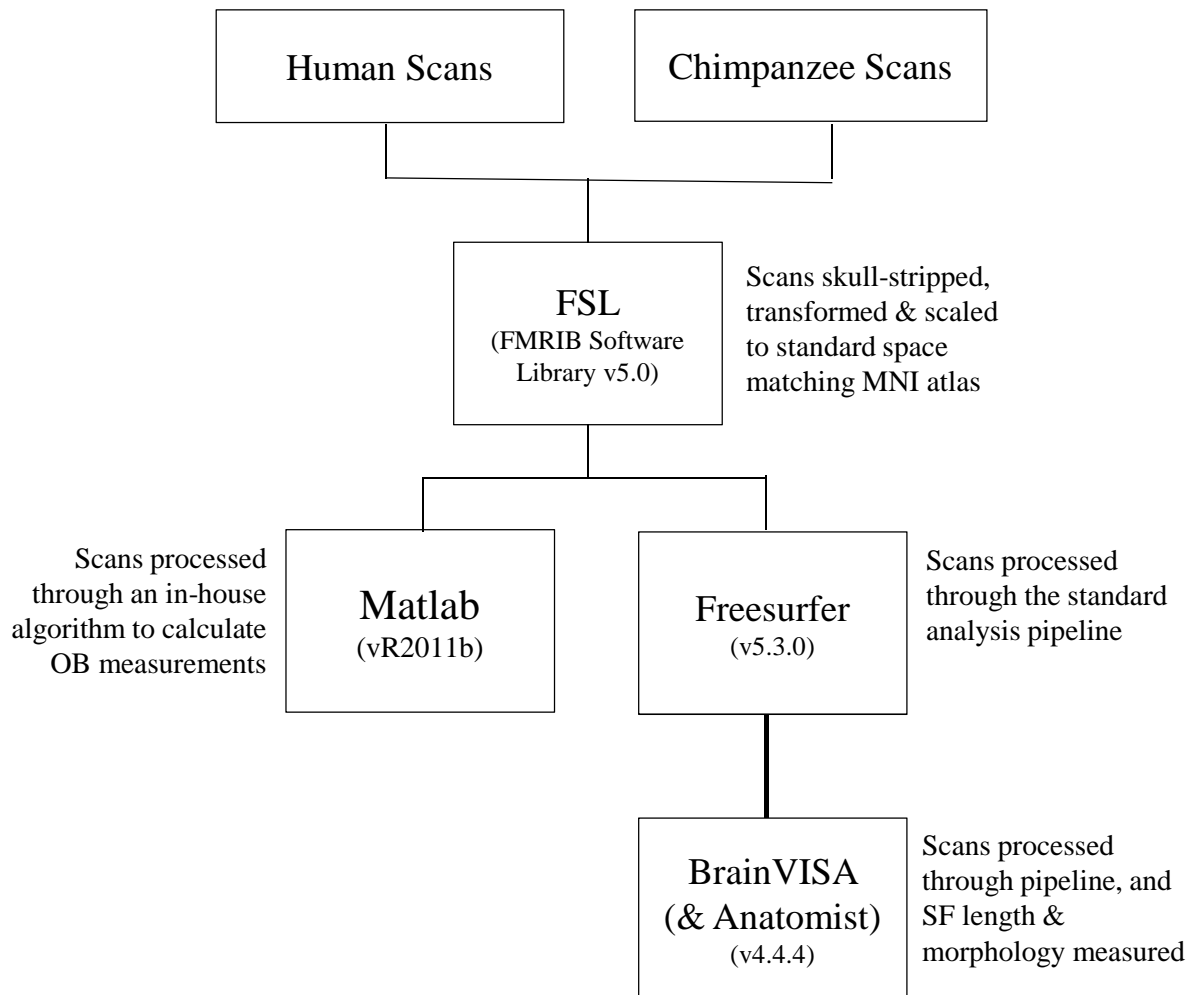 Human Scans
Chimpanzee Scans
FSL
(FMRIB Software
Library v5.0)
Scans skull-stripped,
transformed & scaled
to standard space
matching MNI atlas
Scans processed
through an in-house
algorithm to calculate
OB measurements
Matlab
(vR2011b)
Freesurfer
(v5.3.0)
Scans processed
through the standard
analysis pipeline
BrainVISA
(& Anatomist)
(v4.4.4)
Scans processed
through pipeline, and
SF length &
morphology measured